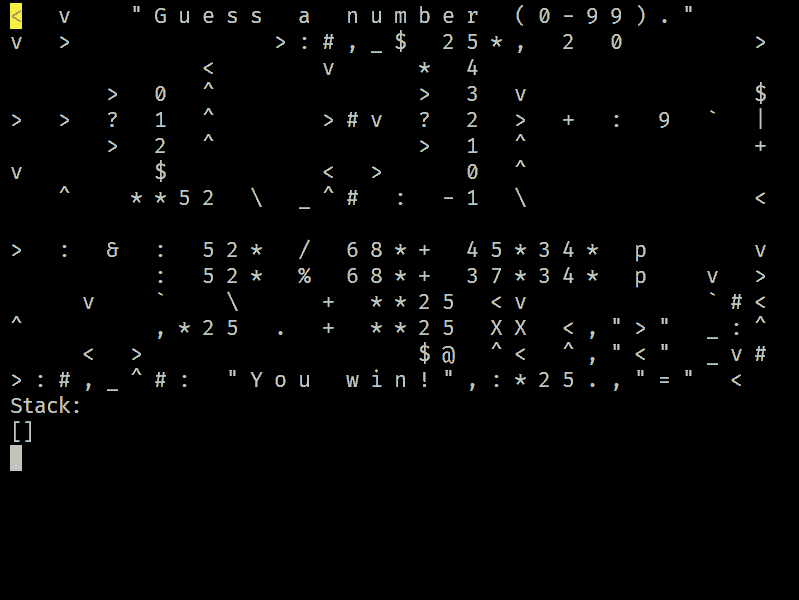 <  v   "Guess a number (0-99)."
v >        >:#,_$ 25*, 2 0     >
        <    v   * 4
    > 0 ^        > 3 v         $
> > ? 1 ^    >#v ? 2 > + : 9 ` |
    > 2 ^        > 1 ^         +
v     $      < >   0 ^
  ^  **52 \ _^# : -1 \         <
> : & : 52* / 68*+ 45*34* p    v
      : 52* % 68*+ 37*34* p  v >
   v  `  \   + **25 <v       `#<
^     ,*25 . + **25 XX <,">" _:^
   < >           $@ ^< ^,"<" _v#
>:#,_^#: "You win!",:*25.,"=" <
Stack:
[]